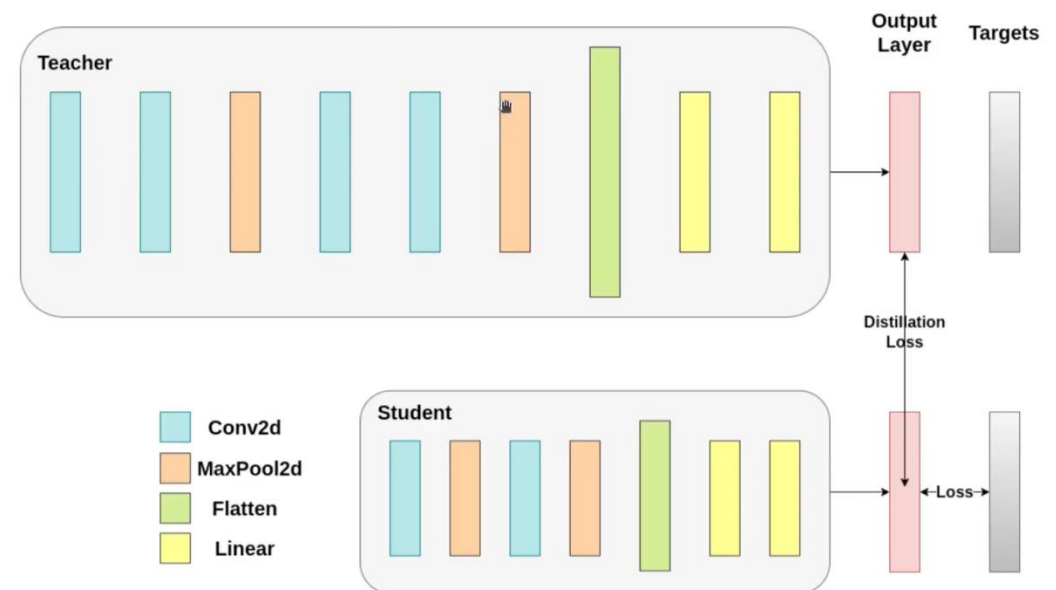 Output
Layer
Targets
Teacher
Distillation
Loss
Student
Conv2d
MaxPool2d
Flatten
Linear
Loss